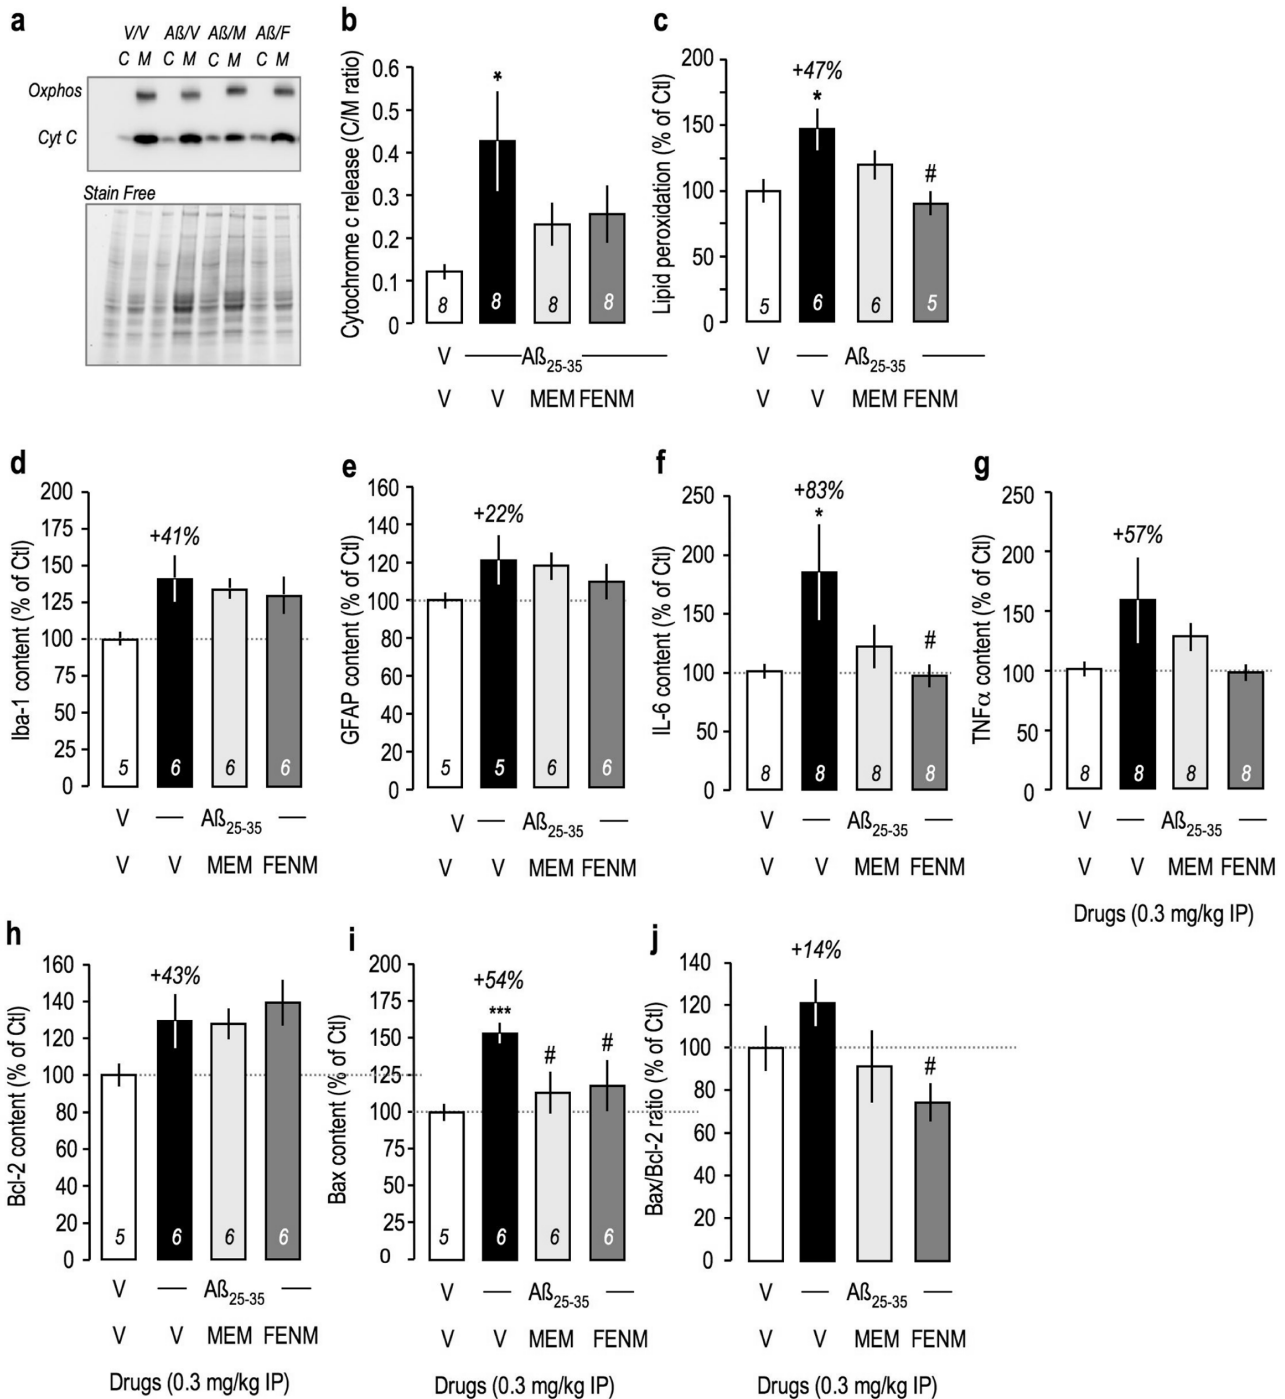 a
V/V Aß/V Aß/M Aß/F
C M C M C M C M
Oxphos
Cyt C
Stain Free
b
Cytochrome c release (C/M ratio)
0.6
0.5
0.4
0.3
0.2
0.1
0
*
8 8 8 8
V Aß25-35
V V MEM FENM
c
Lipid peroxidation (% of Ctl)
200
150
100
50
0
+47%
*
#
5 6 6 5
V Aß25-35
V V MEM FENM
d
Iba-1 content (% of Ctl)
200
175
150
125
100
75
50
25
0
+41%
5 6 6 6
V Aß25-35
V V MEM FENM
e
GFAP content (% of Ctl)
160
140
120
100
80
60
40
20
0
+22%
5 5 6 6
V Aß25-35
V V MEM FENM
f
IL-6 content (% of Ctl)
250
200
150
100
50
0
+83%
*
#
8 8 8 8
V Aß25-35
V V MEM FENM
g
TNFα content (% of Ctl)
250
200
150
100
50
0
+57%
8 8 8 8
V Aß25-35
V V MEM FENM
Drugs (0.3 mg/kg IP)
h
Bcl-2 content (% of Ctl)
160
140
120
100
80
60
40
20
0
+43%
5 6 6 6
V Aß25-35
V V MEM FENM
Drugs (0.3 mg/kg IP)
i
Bax content (% of Ctl)
200
175
150
125
100
75
50
25
0
+54%
***
# #
5 6 6 6
V Aß25-35
V V MEM FENM
Drugs (0.3 mg/kg IP)
j
Bax/Bcl-2 ratio (% of Ctl)
140
120
100
80
60
40
20
0
+14%
#
V Aß25-35
V V MEM FENM
Drugs (0.3 mg/kg IP)